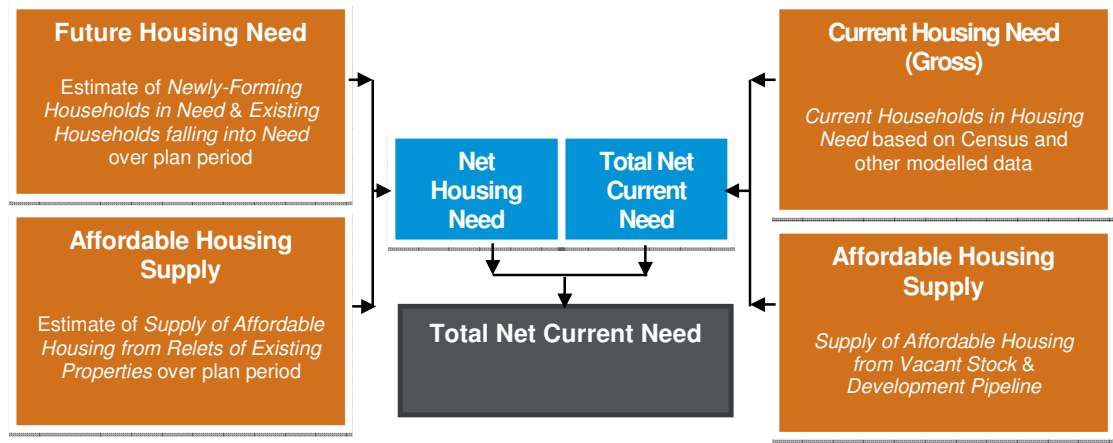 Future Housing Need
Estimate of Newly-Forming
Households in Need & Existing
Households falling into Need
over plan period
Affordable Housing
Supply
Estimate of Supply of Affordable
Housing from Relets of Existing
Properties over plan period
Net
Housing
Need
Total Net
Current
Need
Total Net Current Need
Current Housing Need
(Gross)
Current Households in Housing
Need based on Census and
other modelled data
Affordable Housing
Supply
Supply of Affordable Housing
from Vacant Stock &
Development Pipeline